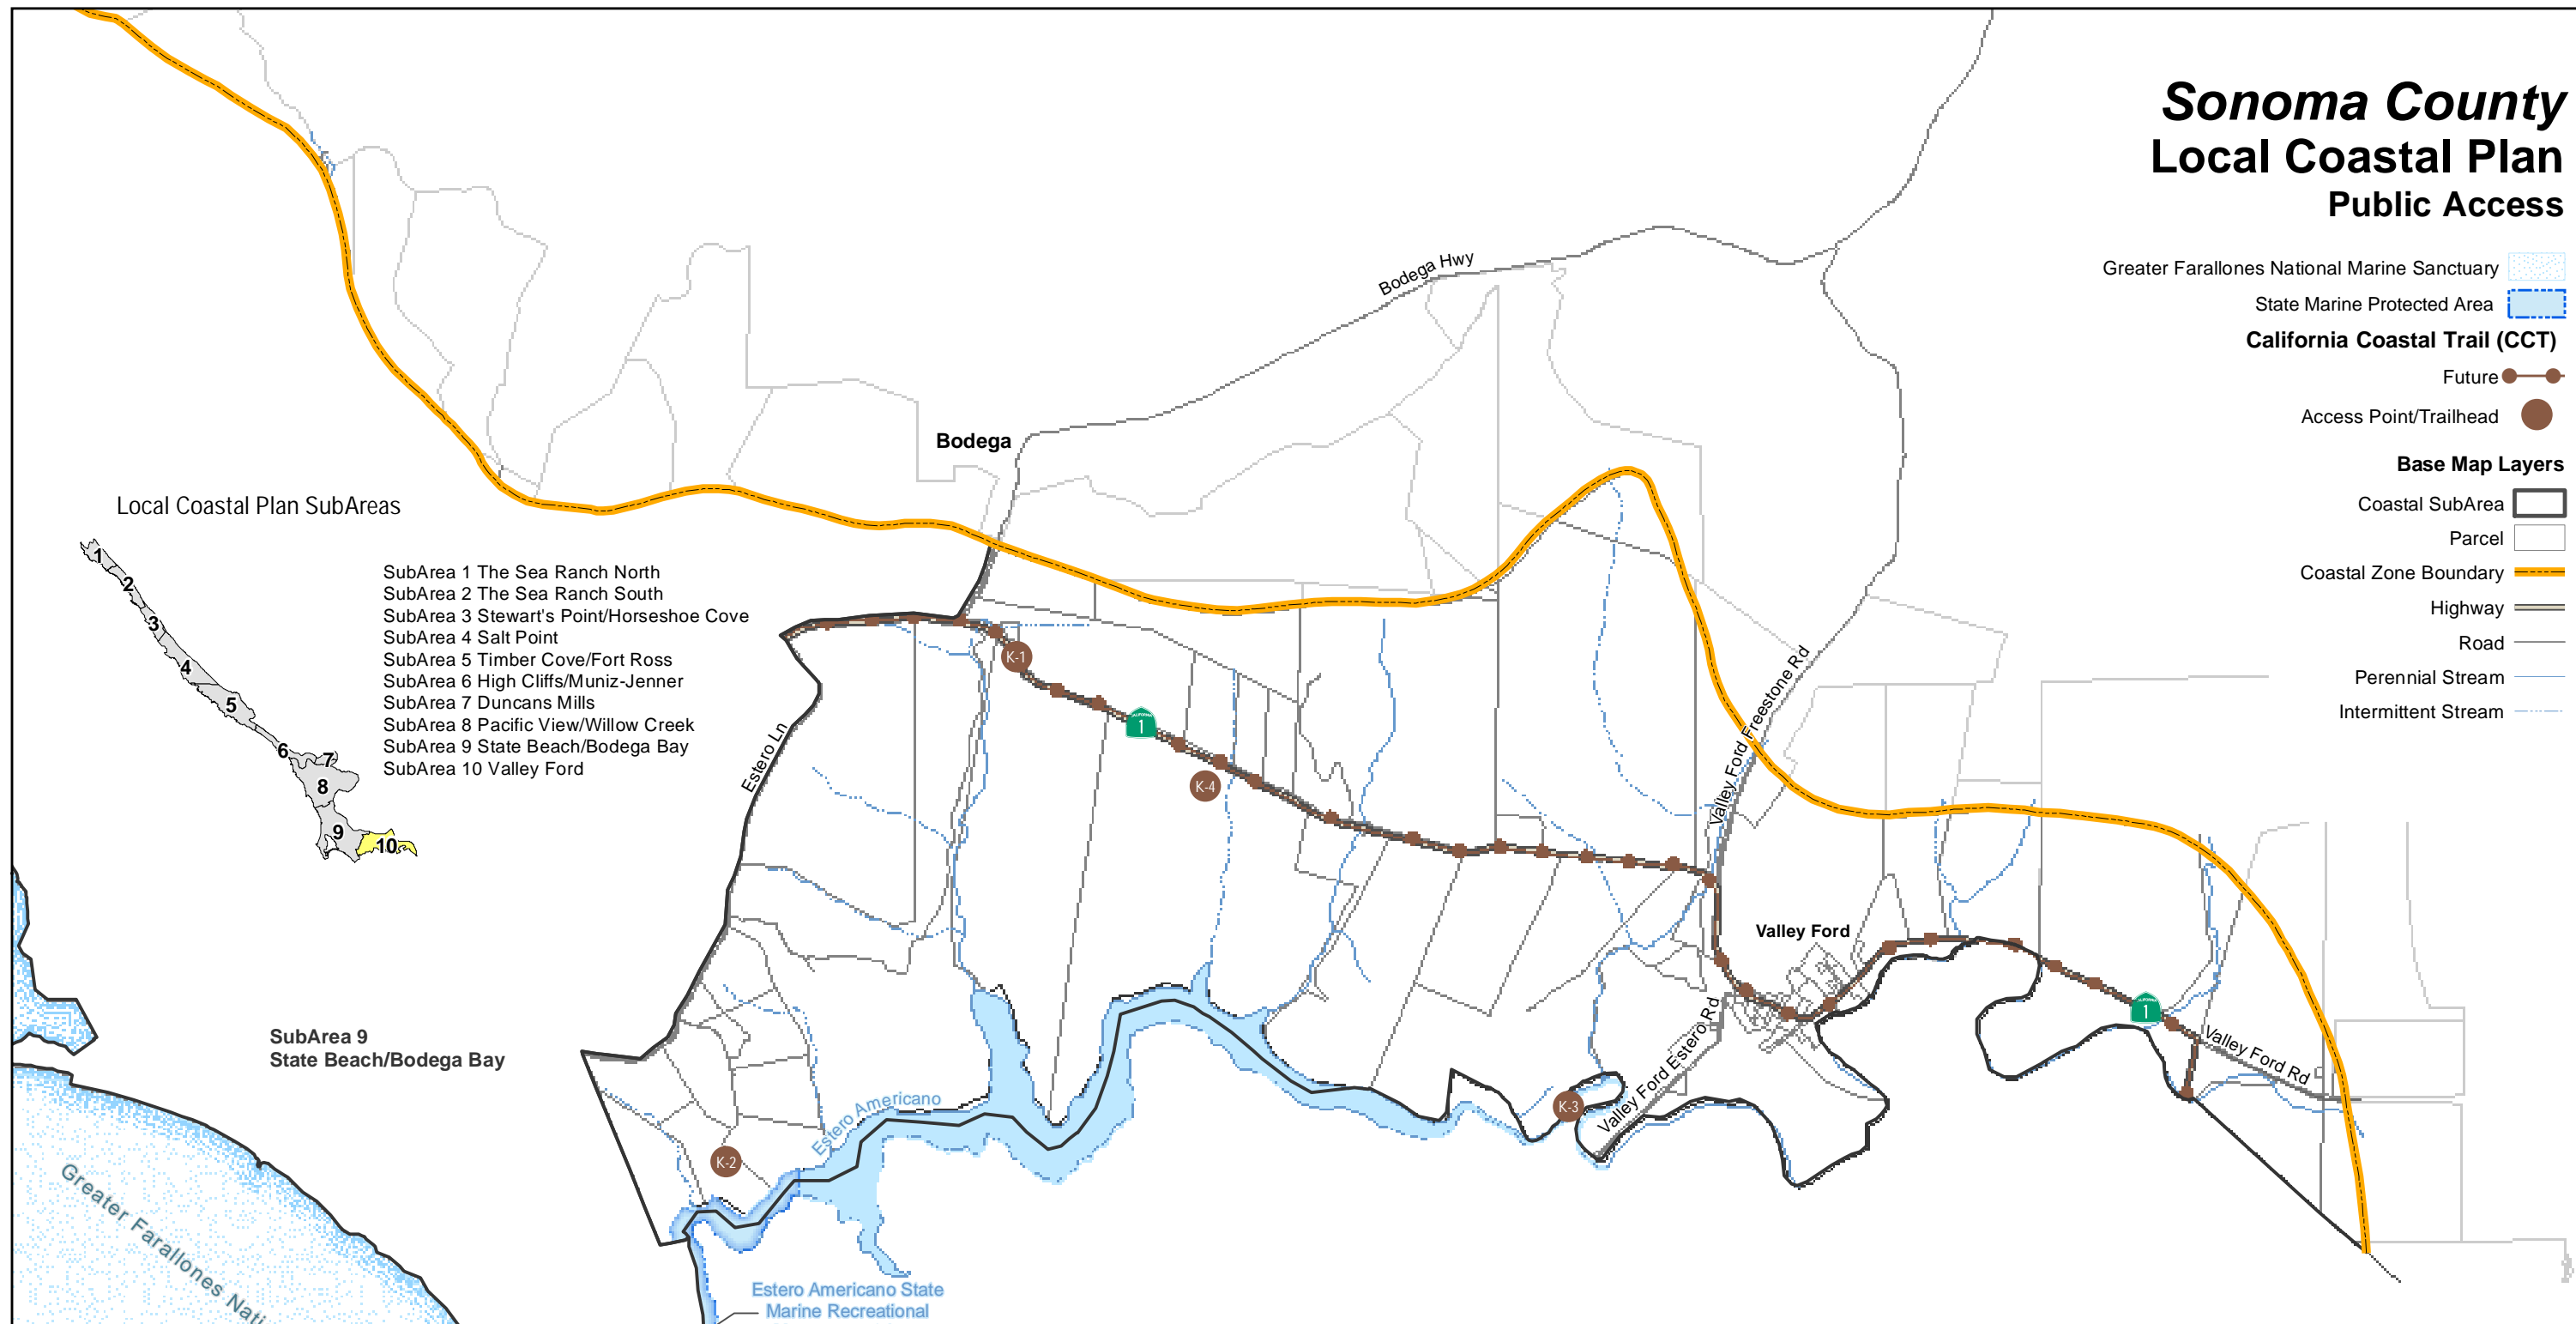 Sonoma County
Local Coastal Plan
Public Access
Greater Farallones National Marine Sanctuary
State Marine Protected Area
California Coastal Trail (CCT)
Future
Access Point/Trailhead
Base Map Layers
Coastal SubArea
Parcel
Coastal Zone Boundary
Highway
Road
Perennial Stream
Intermittent Stream
Bodega Hwy
Bodega
Local Coastal Plan SubAreas
1
2
3
4
5
6
7
8
9
10
SubArea 1 The Sea Ranch North
SubArea 2 The Sea Ranch South
SubArea 3 Stewart's Point/Horseshoe Cove
SubArea 4 Salt Point
SubArea 5 Timber Cove/Fort Ross
SubArea 6 High Cliffs/Muniz-Jenner
SubArea 7 Duncans Mills
SubArea 8 Pacific View/Willow Creek
SubArea 9 State Beach/Bodega Bay
SubArea 10 Valley Ford
K-1
1
Estero Ln
K-4
Valley Ford Freestone Rd
Valley Ford
1
Valley Ford Rd
Valley Ford Estero Rd
K-3
SubArea 9
State Beach/Bodega Bay
Estero Americano
K-2
Greater Farallones Nati
Estero Americano State
Marine Recreational